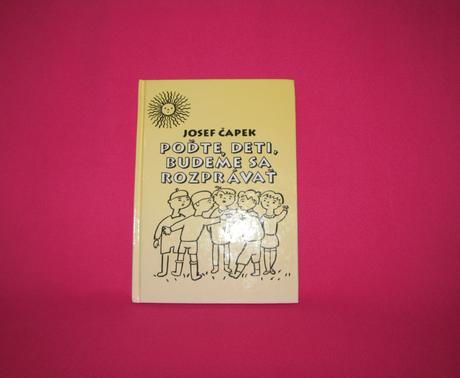 JOSEF ČAPEK
POĎTE, DETI,
BUDEME SA
ROZPRÁVAŤ